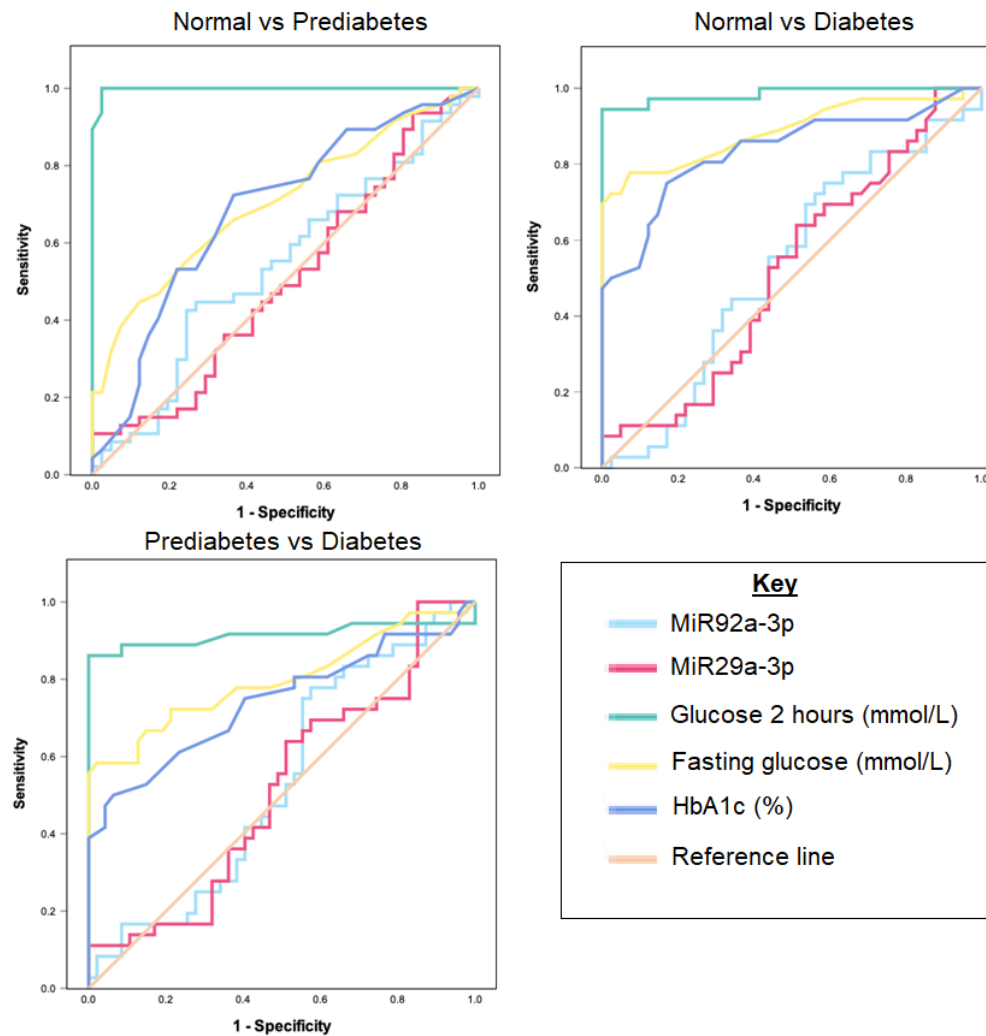 Normal vs Prediabetes
1.0
0.8
0.6
0.4
0.2
0.0
Sensitivity
0.0 0.2 0.4 0.6 0.8 1.0
1 - Specificity
Normal vs Diabetes
1.0
0.8
0.6
0.4
0.2
0.0
Sensitivity
0.0 0.2 0.4 0.6 0.8 1.0
1 - Specificity
Prediabetes vs Diabetes
1.0
0.8
0.6
0.4
0.2
0.0
Sensitivity
0.0 0.2 0.4 0.6 0.8 1.0
1 - Specificity
Key
MiR92a-3p
MiR29a-3p
Glucose 2 hours (mmol/L)
Fasting glucose (mmol/L)
HbA1c (%)
Reference line